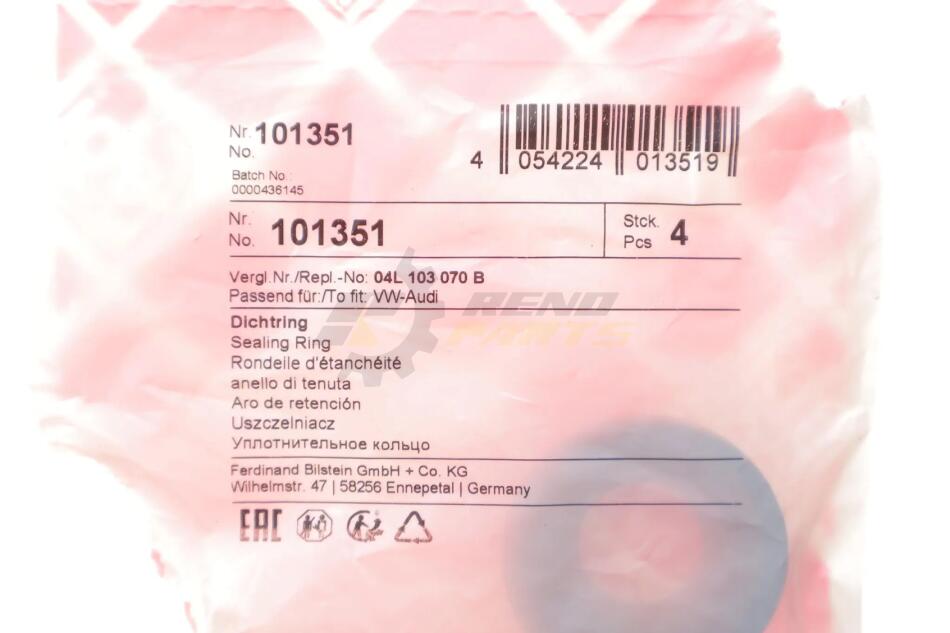 Nr. 101351
No.
4 054224 013519
Batch No.:
0000436145
Nr.
No. 101351
Stck.
Pcs 4
Vergl.Nr./Repl.-No: 04L 103 070 B
Passend für:/To fit: VW-Audi
RENO
PARTS
Dichtring
Sealing Ring
Rondelle d'étanchéité
anello di tenuta
Aro de retención
Uszczelniacz
Уплотнительное кольцо
Ferdinand Bilstein GmbH + Co. KG
Wilhelmstr. 47 | 58256 Ennepetal | Germany
EAC